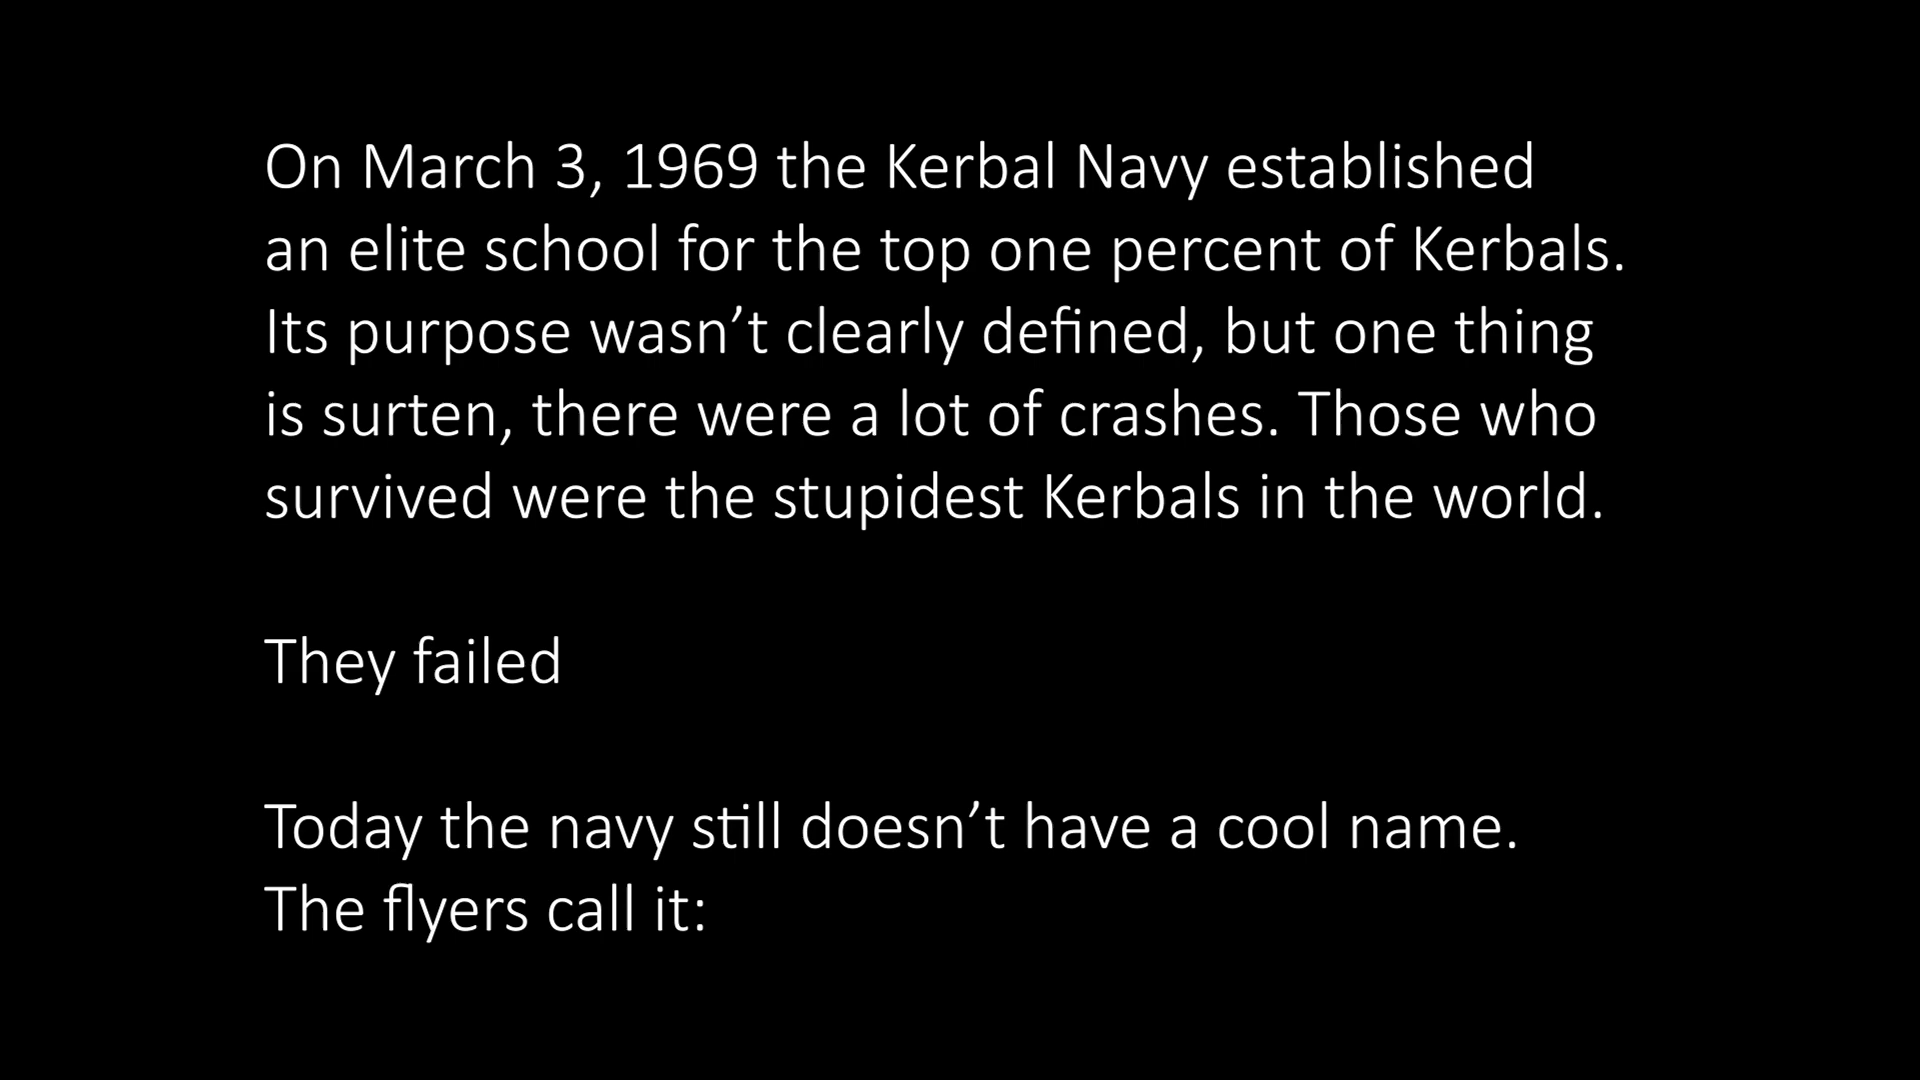 On March 3, 1969 the Kerbal Navy established
an elite school for the top one percent of Kerbals.
Its purpose wasn’t clearly defined, but one thing
is surten, there were a lot of crashes. Those who
survived were the stupidest Kerbals in the world.
They failed
Today the navy still doesn’t have a cool name.
The flyers call it: